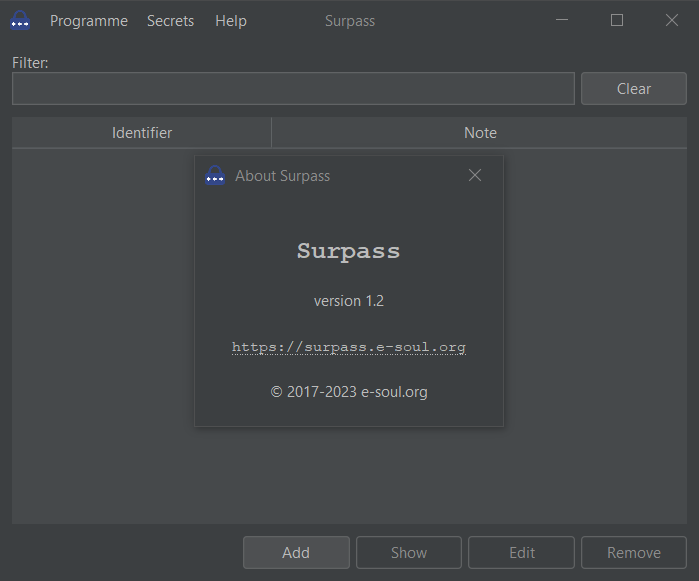 Programme Secrets Help Surpass
Filter:
Clear
Identifier Note
About Surpass
Surpass
version 1.2
https://surpass.e-soul.org
© 2017-2023 e-soul.org
Add Show Edit Remove